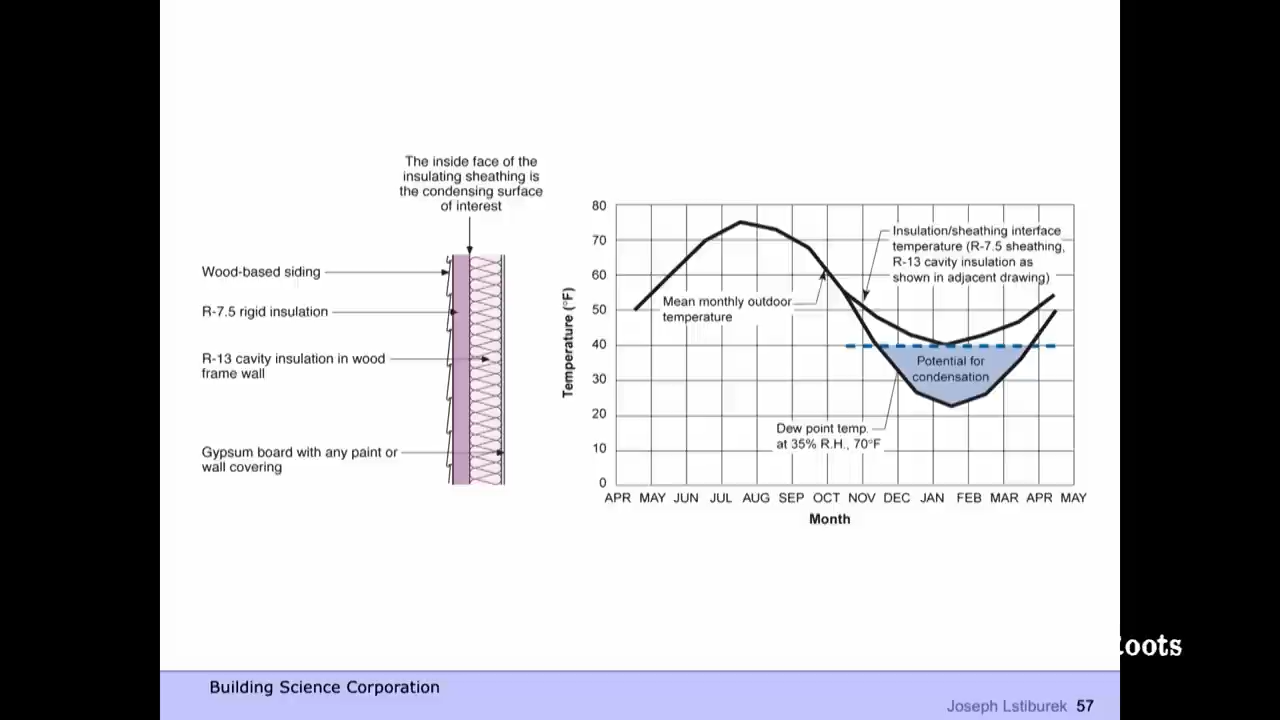 The inside face of the
insulating sheathing is
the condensing surface
of interest
Wood-based siding
R-7.5 rigid insulation
R-13 cavity insulation in wood
frame wall
Gypsum board with any paint or
wall covering
Temperature (°F)
80
70
60
50
40
30
20
10
0
Insulation/sheathing interface
temperature (R-7.5 sheathing,
R-13 cavity insulation as
shown in adjacent drawing)
Mean monthly outdoor
temperature
Potential for
condensation
Dew point temp.
at 35% R.H., 70°F
APR MAY JUN JUL AUG SEP OCT NOV DEC JAN FEB MAR APR MAY
Month
Building Science Corporation
Joseph Lstiburek 57